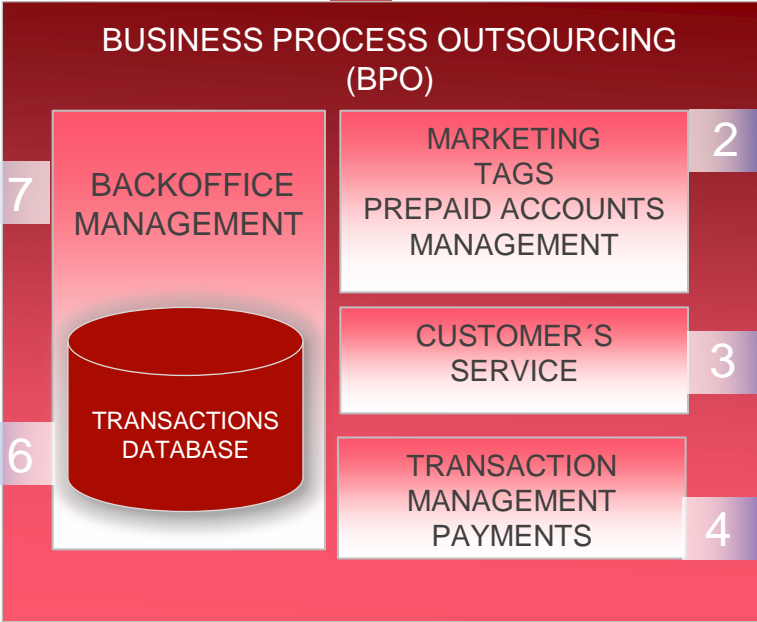 BUSINESS PROCESS OUTSOURCING
(BPO)
7
BACKOFFICE
MANAGEMENT
6
TRANSACTIONS
DATABASE
MARKETING
TAGS
PREPAID ACCOUNTS
MANAGEMENT
2
CUSTOMER´S
SERVICE
3
TRANSACTION
MANAGEMENT
PAYMENTS
4